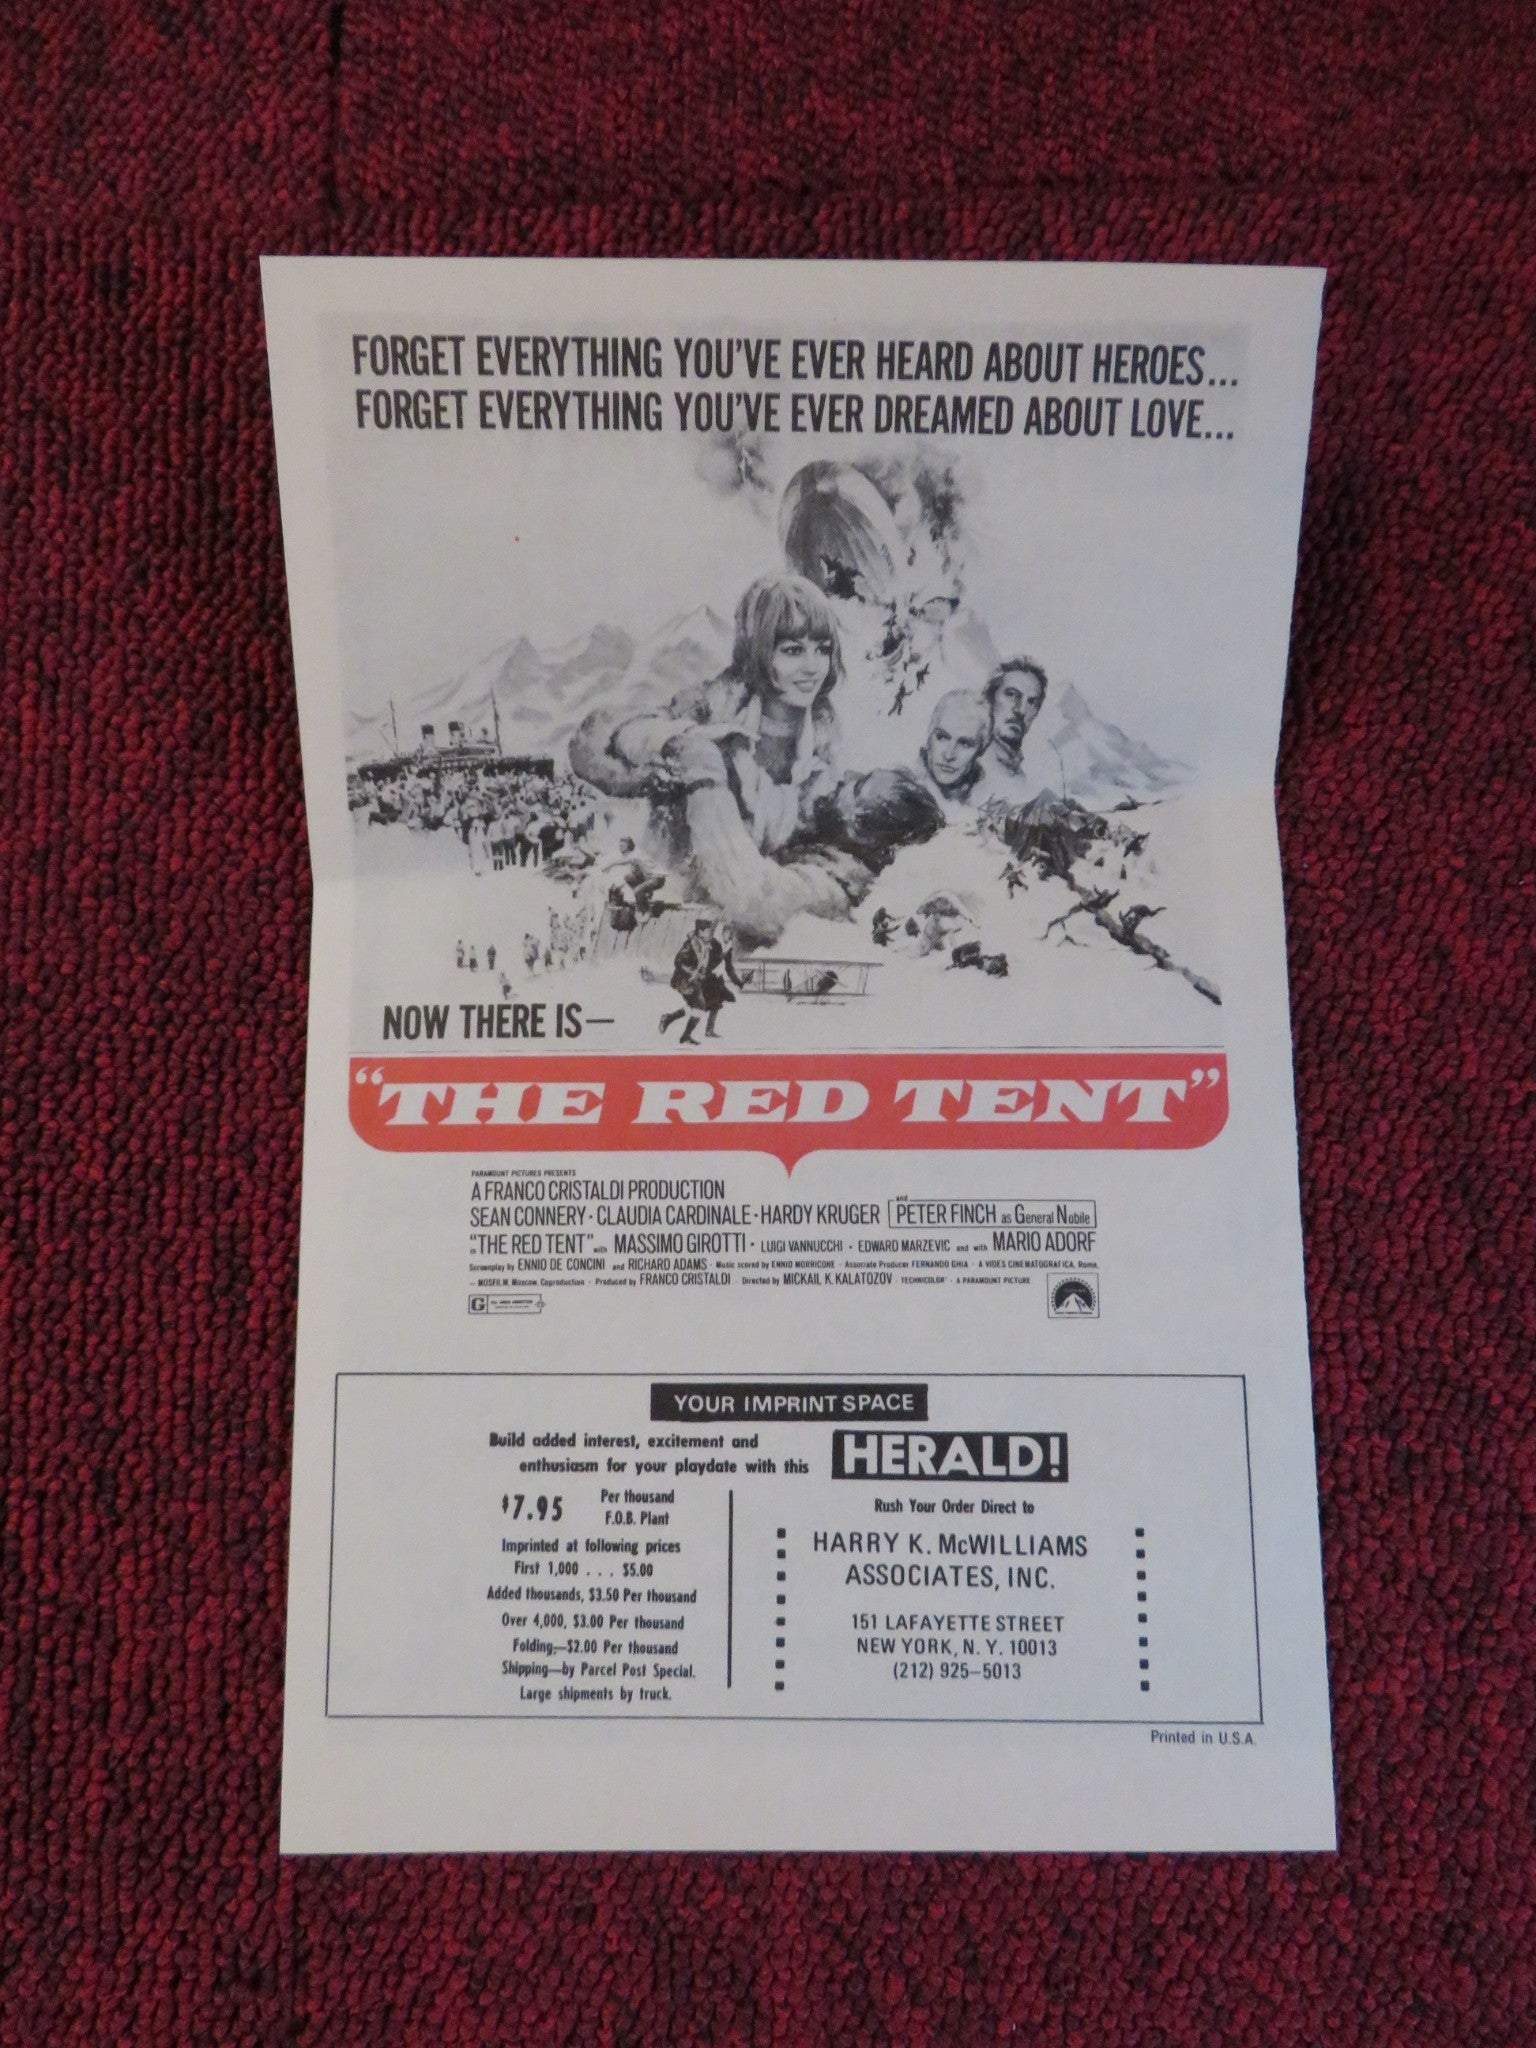 FORGET EVERYTHING YOU'VE EVER HEARD ABOUT HEROES...
FORGET EVERYTHING YOU'VE EVER DREAMED ABOUT LOVE...
NOW THERE IS—
"THE RED TENT"
PARAMOUNT PICTURES PRESENTS
A FRANCO CRISTALDI PRODUCTION
SEAN CONNERY · CLAUDIA CARDINALE · HARDY KRUGER and PETER FINCH as General Nobile
in "THE RED TENT" with MASSIMO GIROTTI · LUIGI VANNUCCHI · EDWARD MARZEVIC and with MARIO ADORF
Screenplay by ENNIO DE CONCINI and RICHARD ADAMS · Music scored by ENNIO MORRICONE · Associate Producer FERNANDO GHIA · A VIDES CINEMATOGRAFICA, Rome,
— MOSFILM, Moscow, Coproduction · Produced by FRANCO CRISTALDI · Directed by MICKAIL K. KALATOZOV TECHNICOLOR® · A PARAMOUNT PICTURE
G
YOUR IMPRINT SPACE
Build added interest, excitement and
enthusiasm for your playdate with this
HERALD!
$7.95 Per thousand
F.O.B. Plant
Imprinted at following prices
First 1,000 . . . $5.00
Added thousands, $3.50 Per thousand
Over 4,000, $3.00 Per thousand
Folding,—$2.00 Per thousand
Shipping—by Parcel Post Special.
Large shipments by truck.
Rush Your Order Direct to
HARRY K. McWILLIAMS
ASSOCIATES, INC.
151 LAFAYETTE STREET
NEW YORK, N. Y. 10013
(212) 925-5013
Printed in U.S.A.